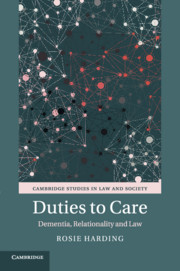 CAMBRIDGE STUDIES IN LAW AND SOCIETY
Duties to Care
Dementia, Relationality and Law
ROSIE HARDING
CAMBRIDGE